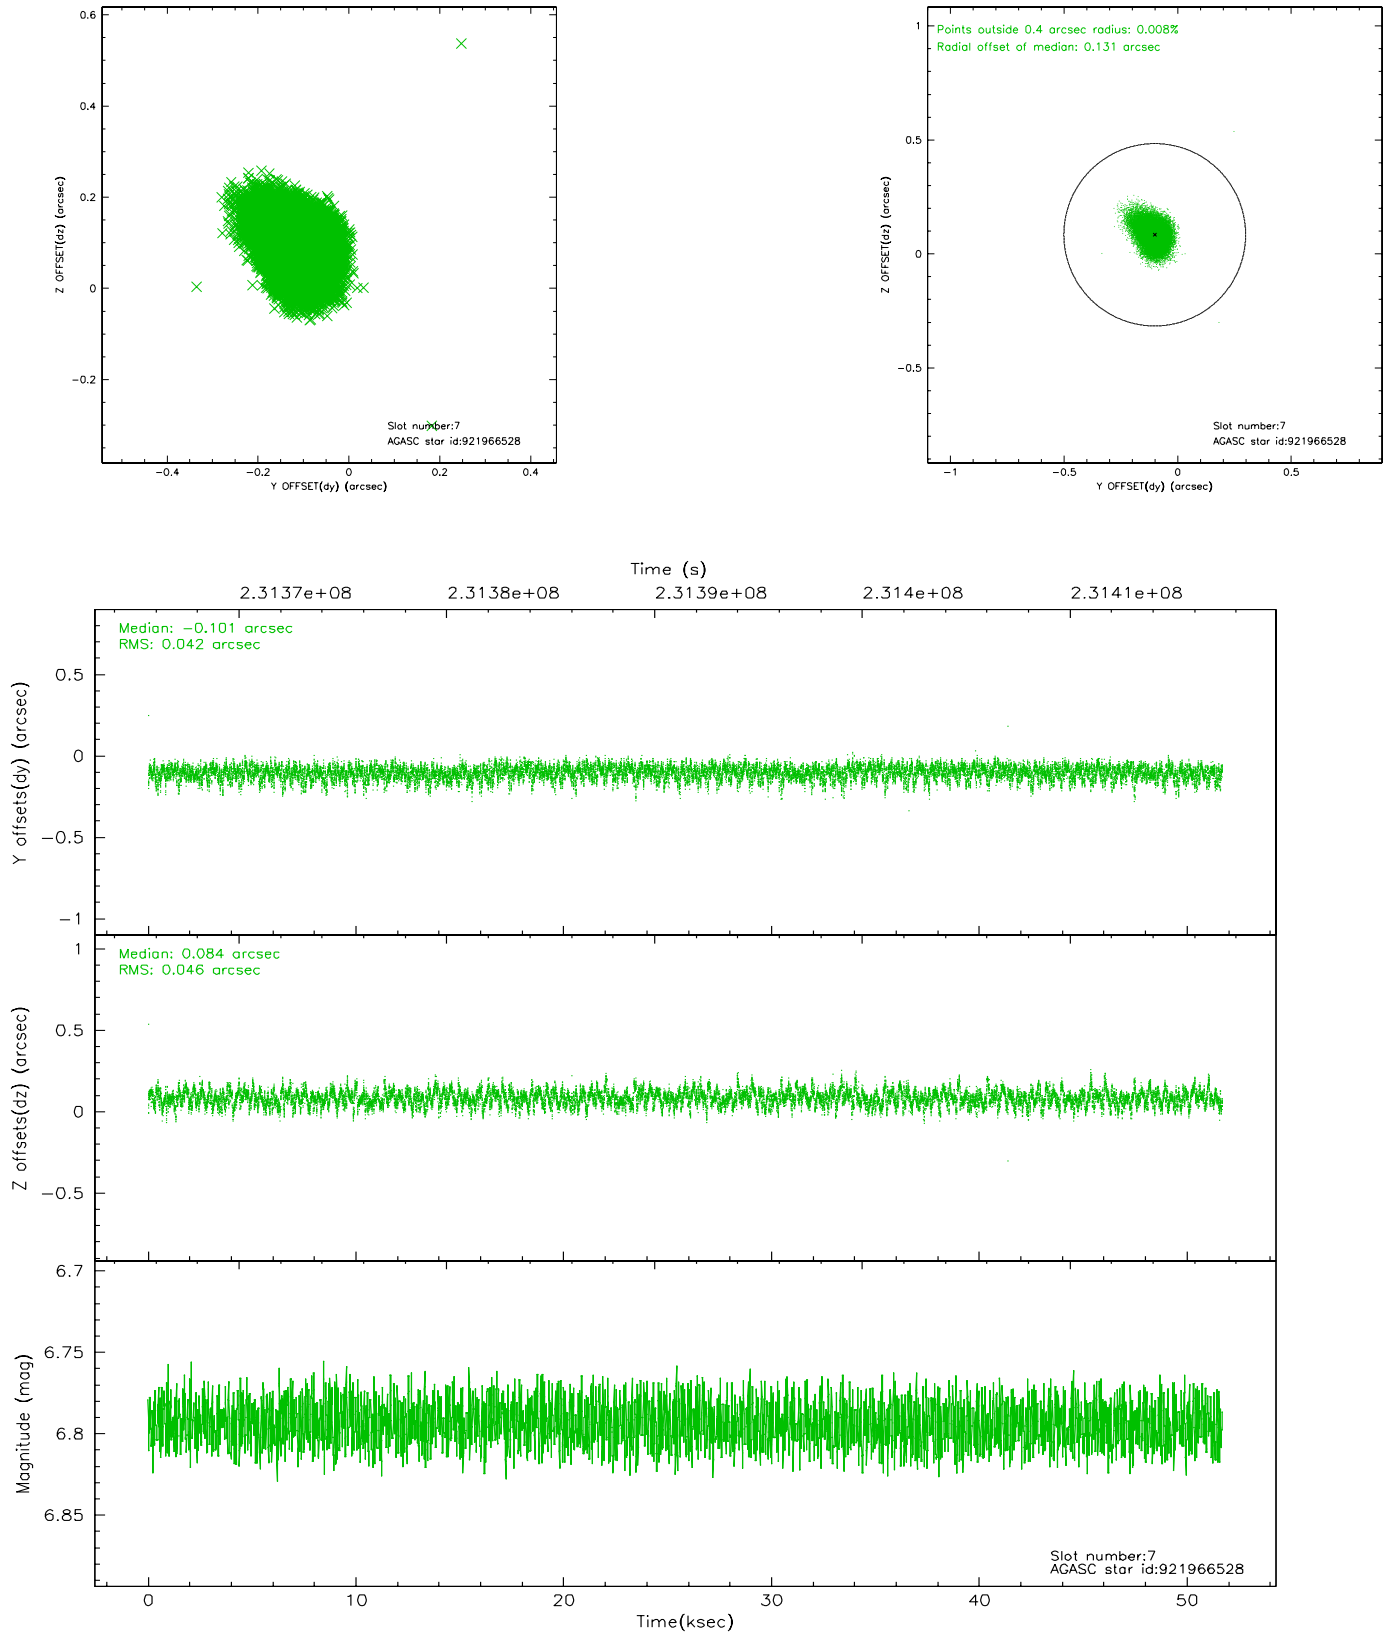 0.6
0.4
0.2
0
−0.2
Z OFFSET(dz) (arcsec)
−0.4
−0.2
0
0.2
0.4
Y OFFSET(dy) (arcsec)
Slot number:7
AGASC star id:921966528
Points outside 0.4 arcsec radius: 0.008%
Radial offset of median: 0.131 arcsec
1
0.5
0
−0.5
Z OFFSET(dz) (arcsec)
−1
−0.5
0
0.5
Y OFFSET(dy) (arcsec)
Slot number:7
AGASC star id:921966528
Time (s)
2.3137e+08
2.3138e+08
2.3139e+08
2.314e+08
2.3141e+08
Median: −0.101 arcsec
RMS: 0.042 arcsec
0.5
0
−0.5
−1
Y offsets(dy) (arcsec)
Median: 0.084 arcsec
RMS: 0.046 arcsec
1
0.5
0
−0.5
Z offsets(dz) (arcsec)
6.7
6.75
6.8
6.85
Magnitude (mag)
Slot number:7
AGASC star id:921966528
0
10
20
30
40
50
Time(ksec)